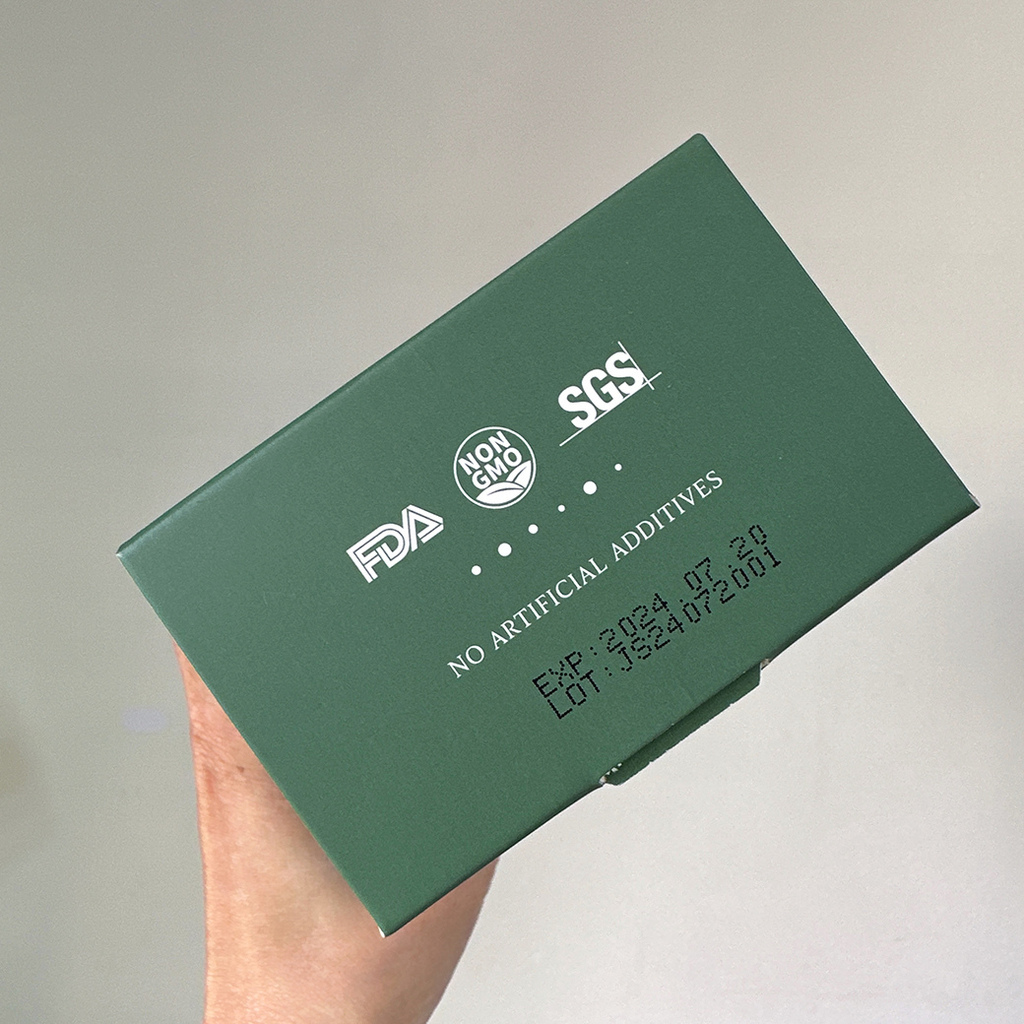 FDA
NON
GMO
SGS
NO ARTIFICIAL ADDITIVES
EXP:2024.07 20
LOT:JS24072001